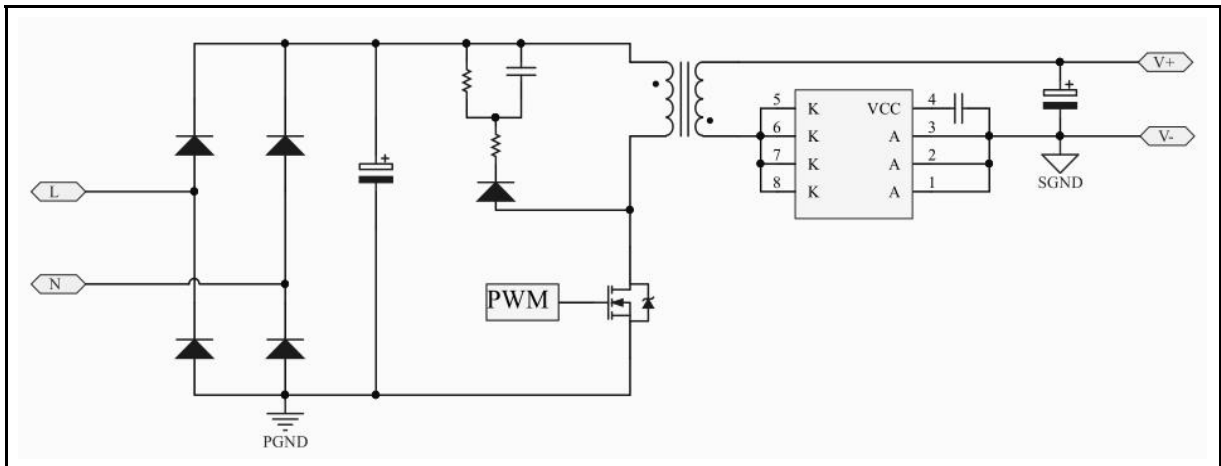 V+
5 K VCC 4
L
6 K A 3
V-
7 K A 2
SGND
8 K A 1
N
PWM
PGND
+
+